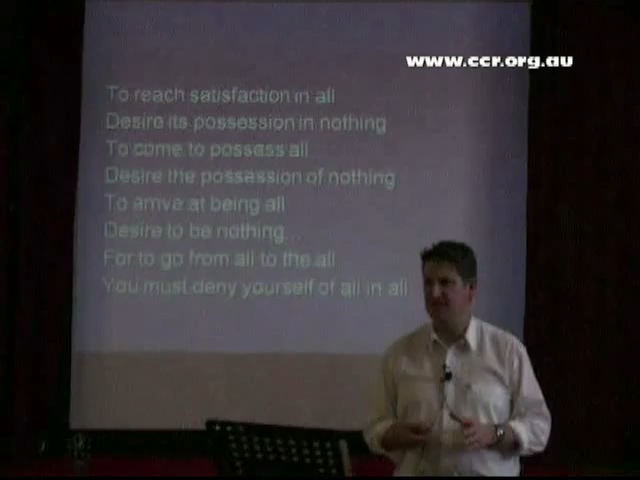 www.ccr.org.au
To reach satisfaction in all
Desire its possession in nothing
To come to possess all
Desire the possession of nothing
To arrive at being all
Desire to be nothing...
For to go from all to the all
You must deny yourself of all in all